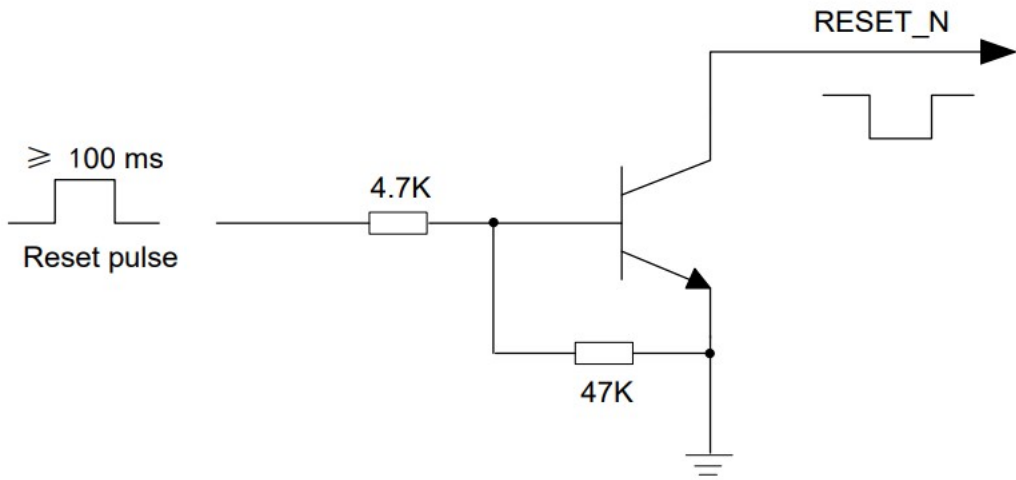 RESET_N
≥ 100 ms
Reset pulse
4.7K
47K